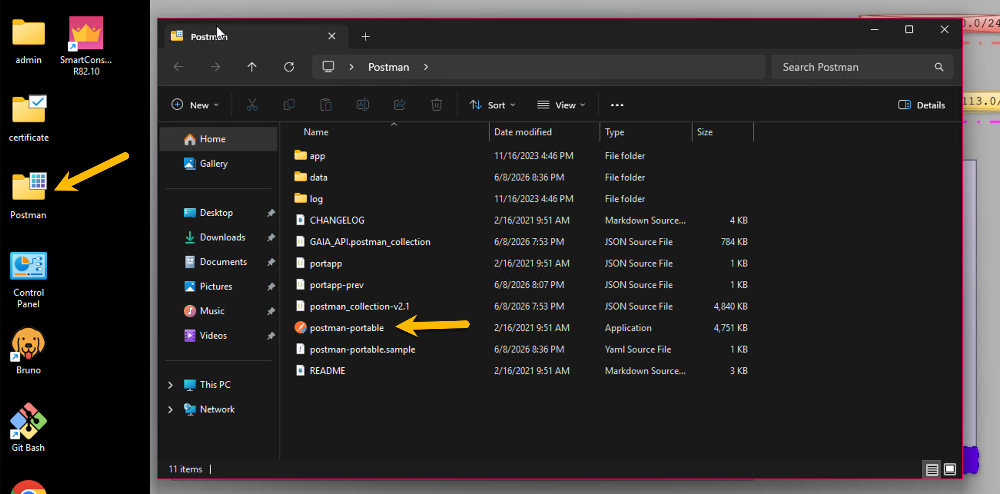 admin
SmartCons...
R82.10
certificate
Postman
Control
Panel
Bruno
Git Bash
Postman
Postman
Search Postman
New
Sort
View
Details
Name
Date modified
Type
Size
Home
Gallery
Desktop
Downloads
Documents
Pictures
Music
Videos
This PC
Network
app 11/16/2023 4:46 PM File folder
data 6/8/2026 8:36 PM File folder
log 11/16/2023 4:46 PM File folder
CHANGELOG 2/16/2021 9:51 AM Markdown Source... 4 KB
GAIA_API.postman_collection 6/8/2026 7:53 PM JSON Source File 784 KB
portapp 2/16/2021 9:51 AM JSON Source File 1 KB
portapp-prev 6/8/2026 8:07 PM JSON Source File 1 KB
postman_collection-v2.1 6/8/2026 7:53 PM JSON Source File 4,840 KB
postman-portable 2/16/2021 9:51 AM Application 4,751 KB
postman-portable.sample 6/8/2026 8:36 PM Yaml Source File 1 KB
README 2/16/2021 9:51 AM Markdown Source... 3 KB
11 items
.0/24
113.0/